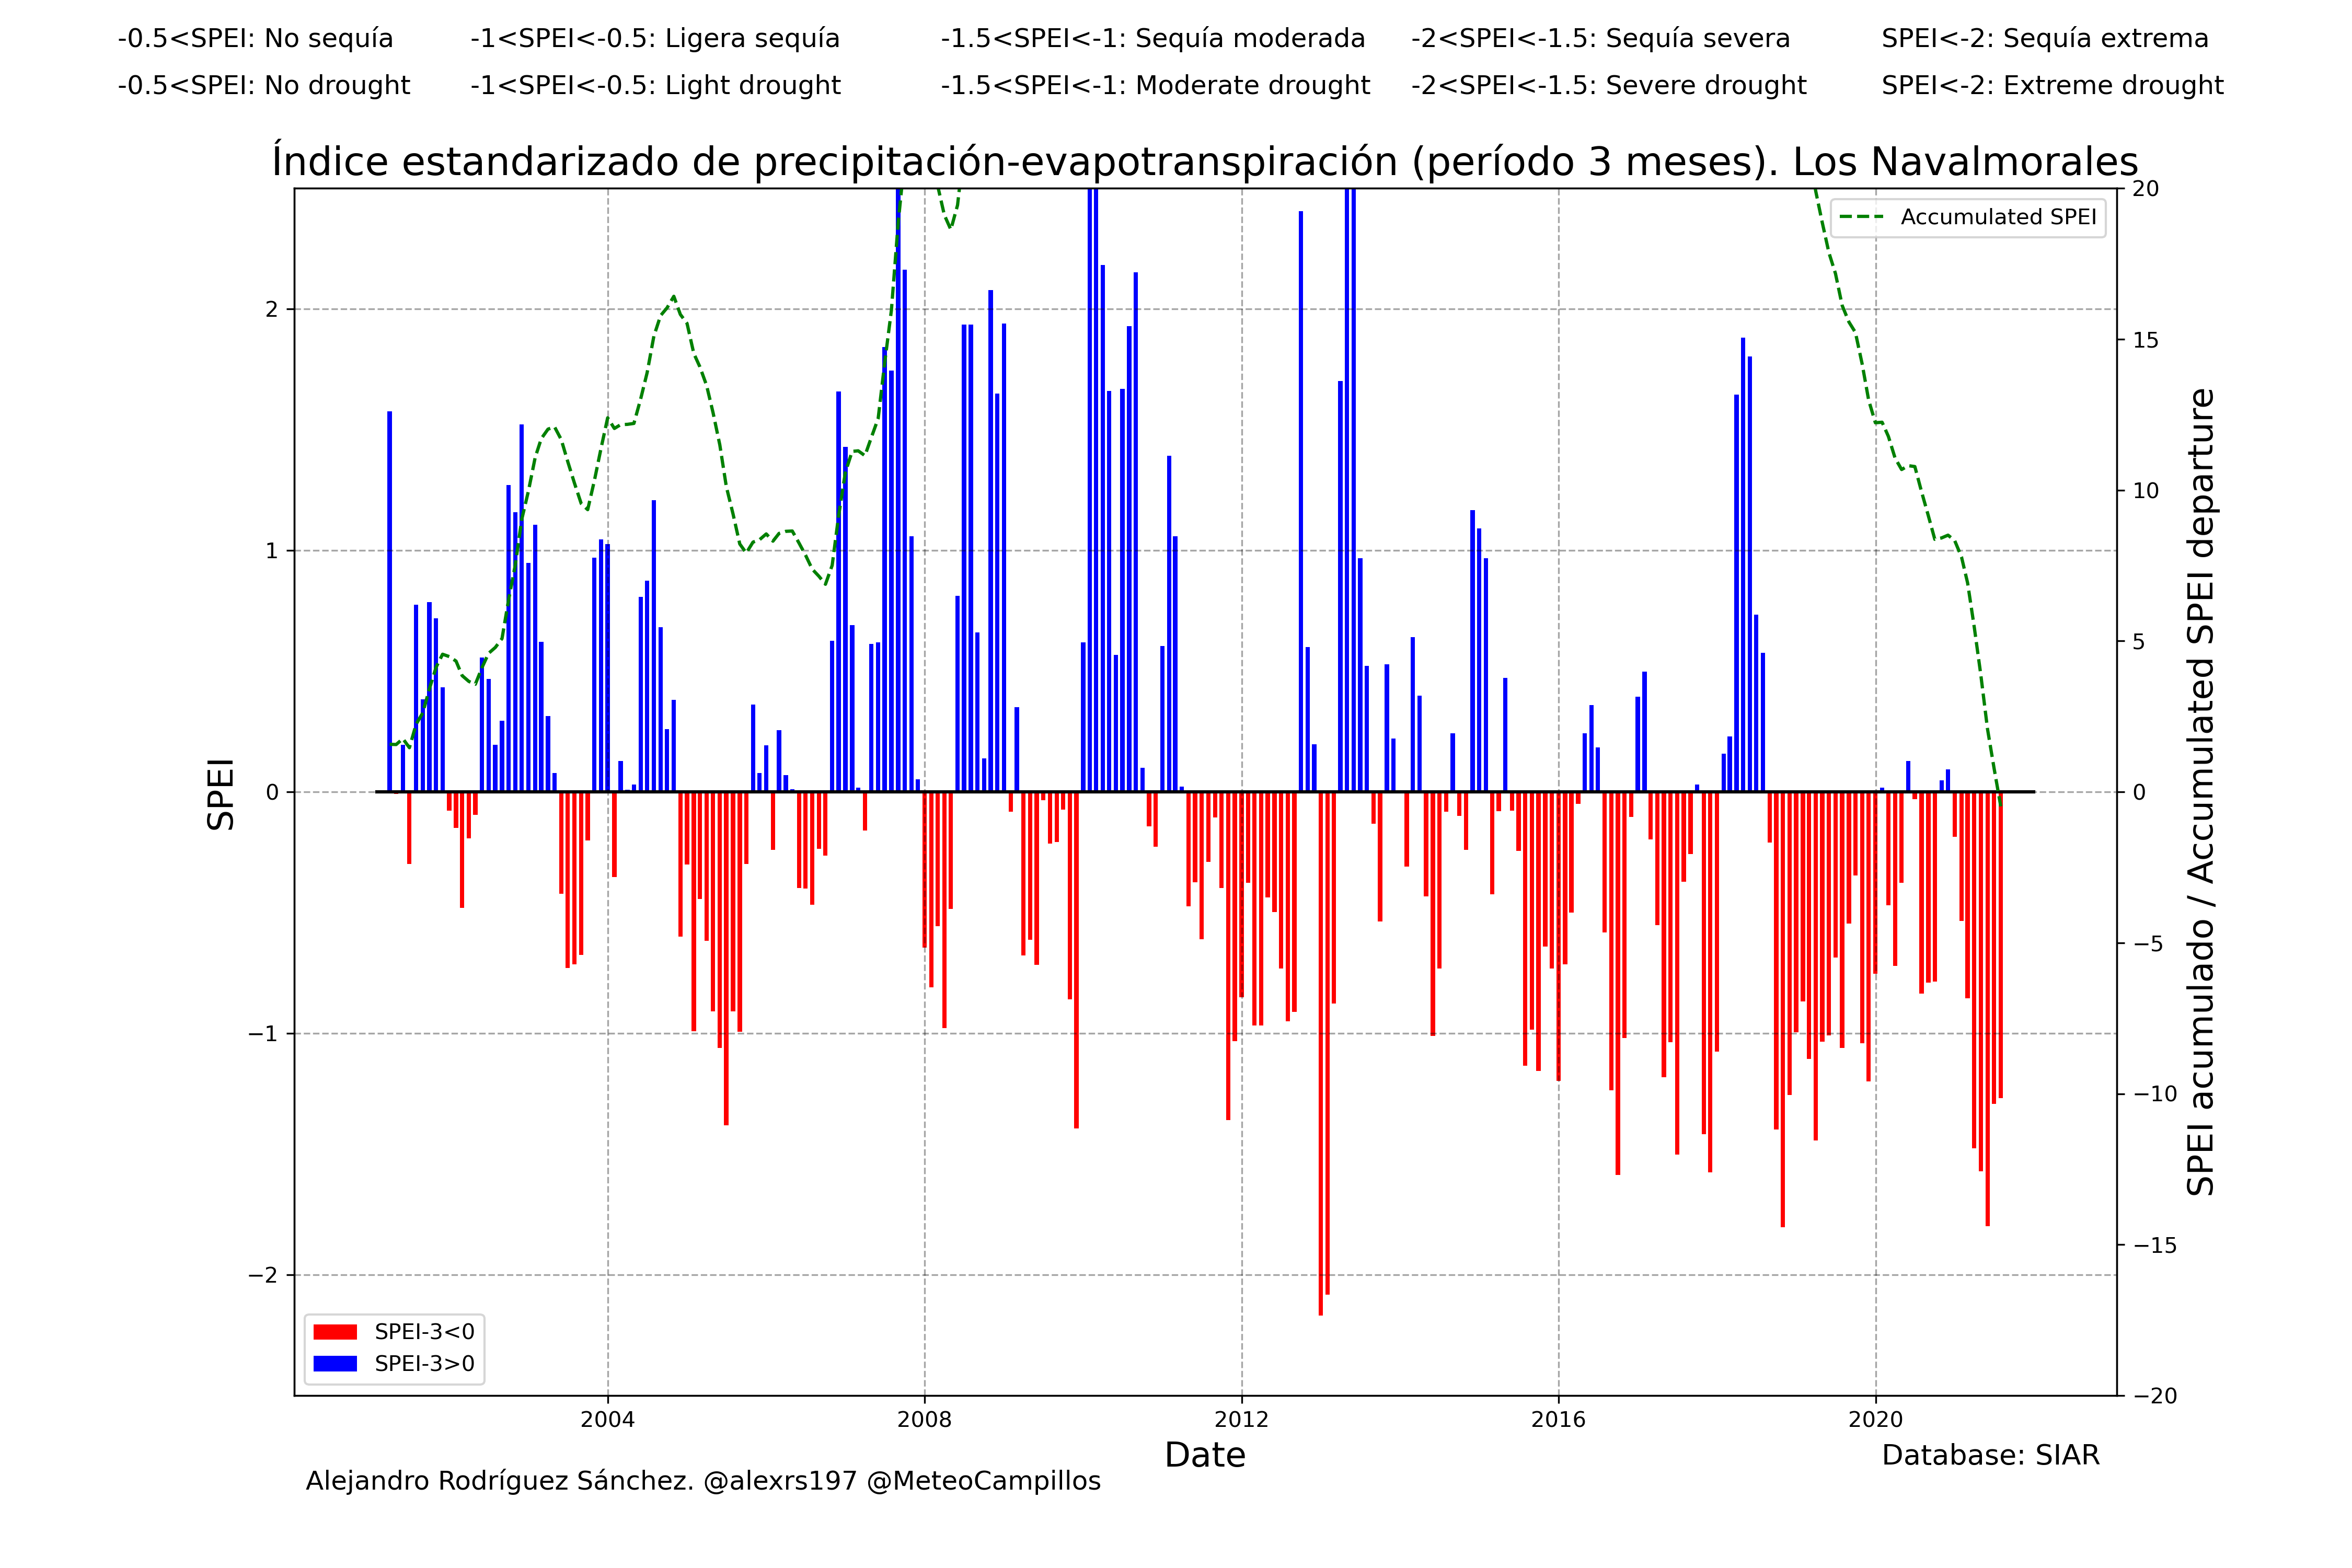 -0.5<SPEI: No sequía
-1<SPEI<-0.5: Ligera sequía
-1.5<SPEI<-1: Sequía moderada
-2<SPEI<-1.5: Sequía severa
SPEI<-2: Sequía extrema
-0.5<SPEI: No drought
-1<SPEI<-0.5: Light drought
-1.5<SPEI<-1: Moderate drought
-2<SPEI<-1.5: Severe drought
SPEI<-2: Extreme drought
Índice estandarizado de precipitación-evapotranspiración (período 3 meses). Los Navalmorales
Accumulated SPEI
SPEI
2
1
0
−1
−2
20
15
10
5
0
−5
−10
−15
−20
SPEI acumulado / Accumulated SPEI departure
SPEI-3<0
SPEI-3>0
2004
2008
2012
2016
2020
Date
Database: SIAR
Alejandro Rodríguez Sánchez. @alexrs197 @MeteoCampillos